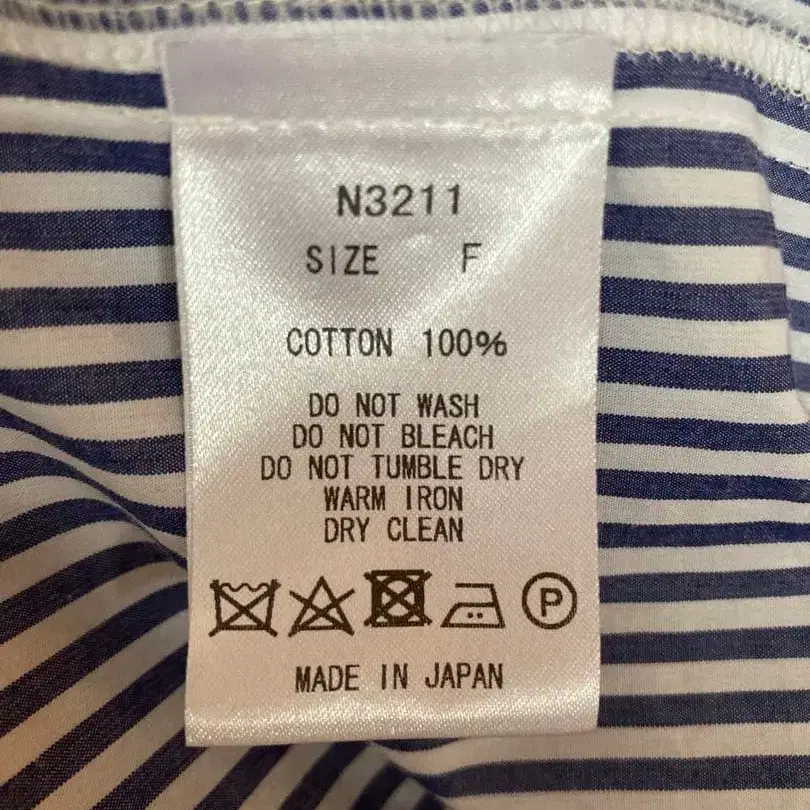 N3211
SIZE F
COTTON 100%
DO NOT WASH
DO NOT BLEACH
DO NOT TUMBLE DRY
WARM IRON
DRY CLEAN
P
MADE IN JAPAN